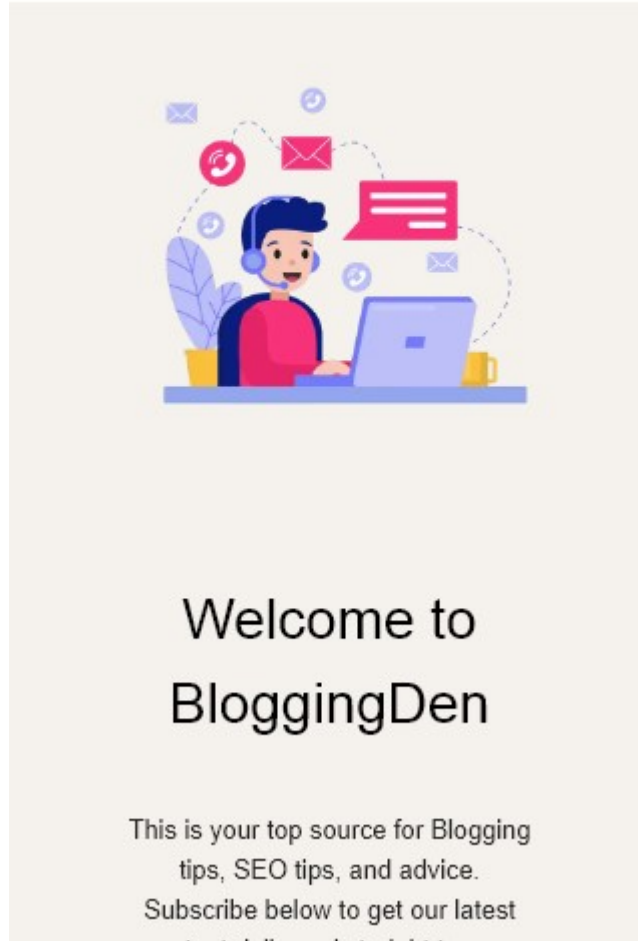 Welcome to
BloggingDen
This is your top source for Blogging
tips, SEO tips, and advice.
Subscribe below to get our latest